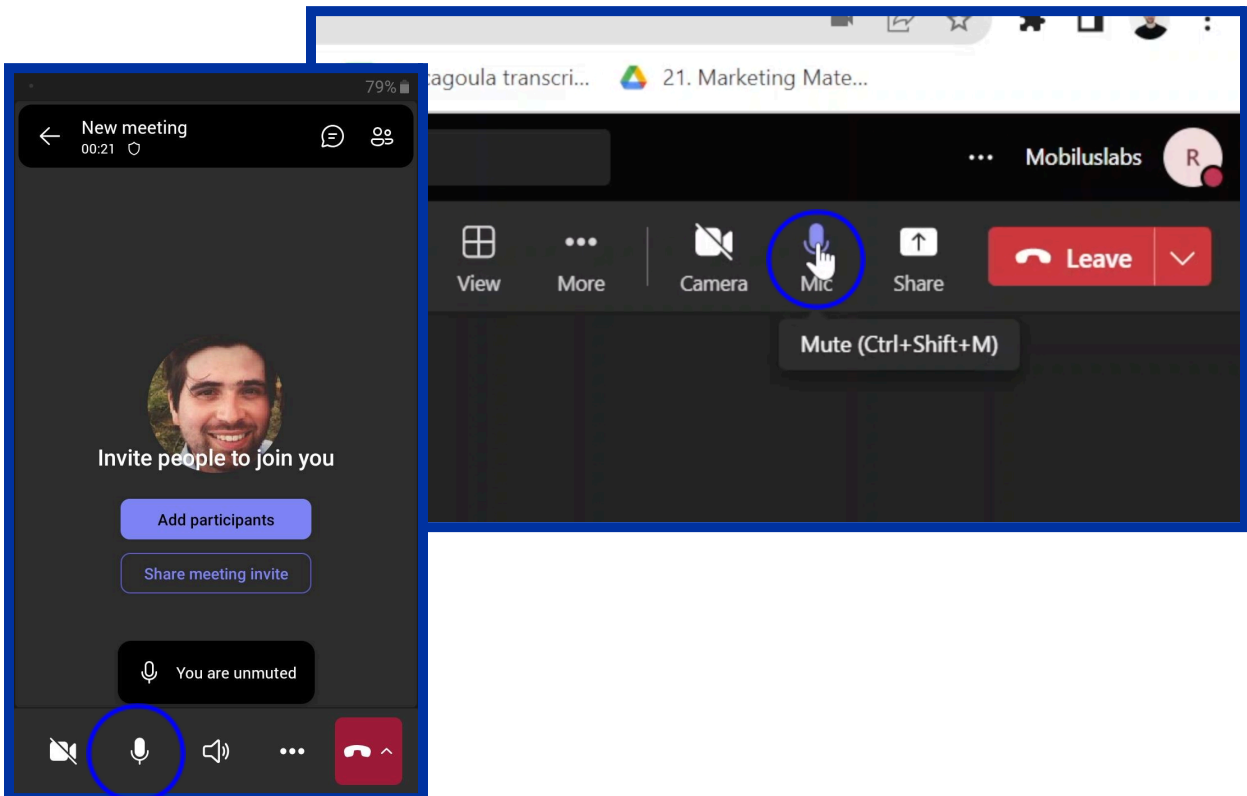 79%
New meeting
00:21
Invite people to join you
Add participants
Share meeting invite
You are unmuted
transcri... 21. Marketing Mate...
... Mobiluslabs R
View More Camera Mic Share Leave
Mute (Ctrl+Shift+M)